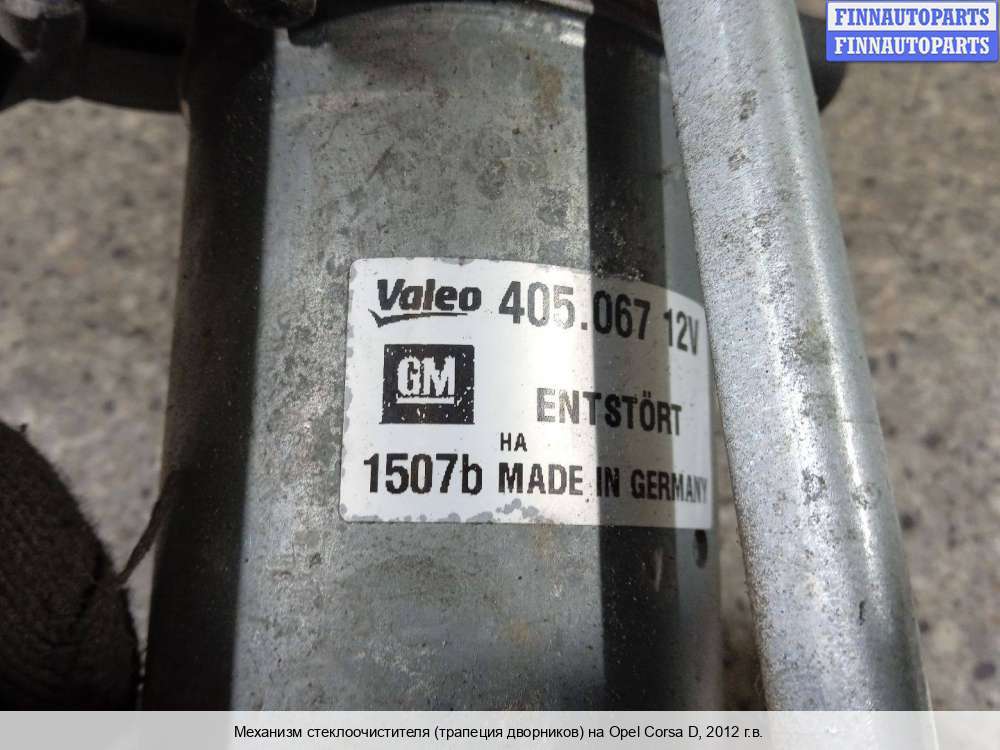 FINNAUTOPARTS
FINNAUTOPARTS
Valeo 405.067 12V
GM
ENTSTÖRT
HA
1507b MADE IN GERMANY
Механизм стеклоочистителя (трапеция дворников) на Opel Corsa D, 2012 г.в.